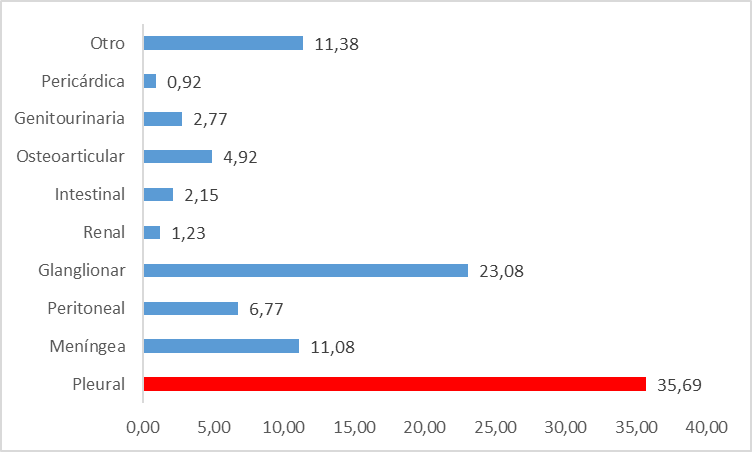 Otro 11,38
Pericárdica 0,92
Genitourinaria 2,77
Osteoarticular 4,92
Intestinal 2,15
Renal 1,23
Glanglionar 23,08
Peritoneal 6,77
Meníngea 11,08
Pleural 35,69
0,00 5,00 10,00 15,00 20,00 25,00 30,00 35,00 40,00